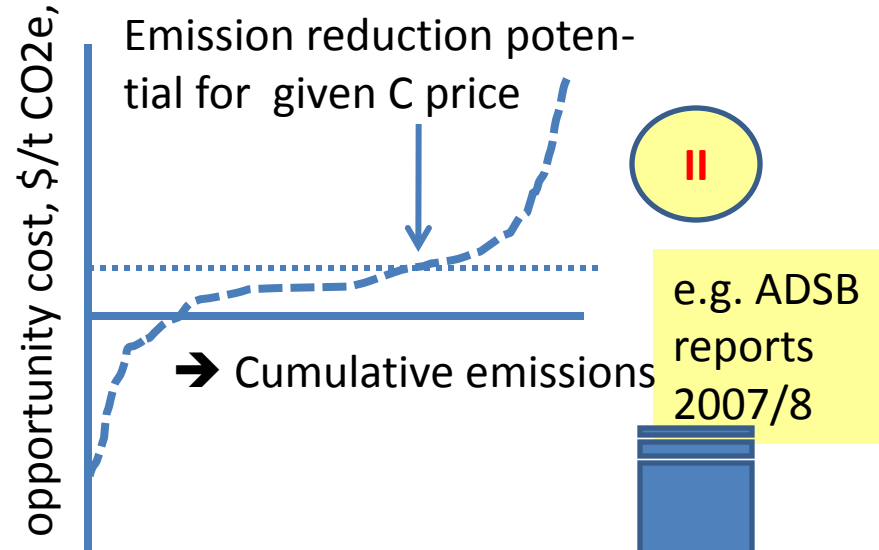 opportunity cost, $/t CO2e,
Emission reduction poten-
tial for given C price
II
➔ Cumulative emissions
e.g. ADSB
reports
2007/8